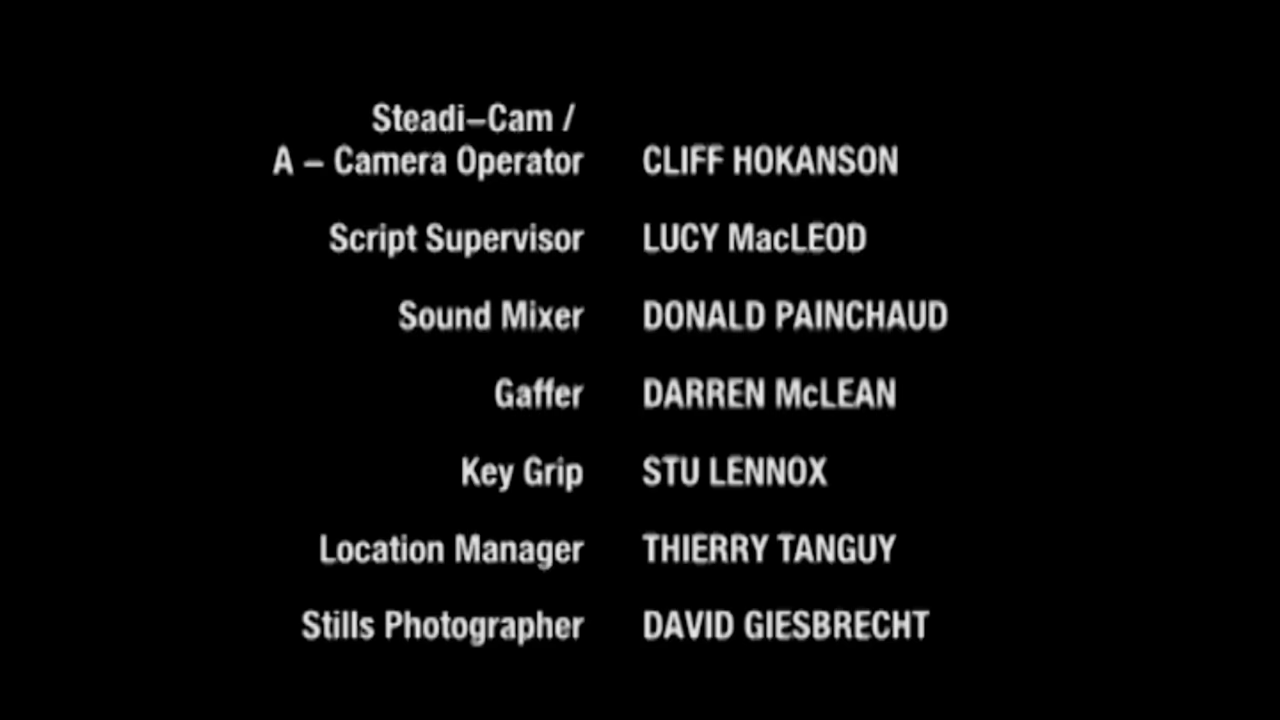 Steadi–Cam /
A – Camera Operator CLIFF HOKANSON
Script Supervisor LUCY MacLEOD
Sound Mixer DONALD PAINCHAUD
Gaffer DARREN McLEAN
Key Grip STU LENNOX
Location Manager THIERRY TANGUY
Stills Photographer DAVID GIESBRECHT